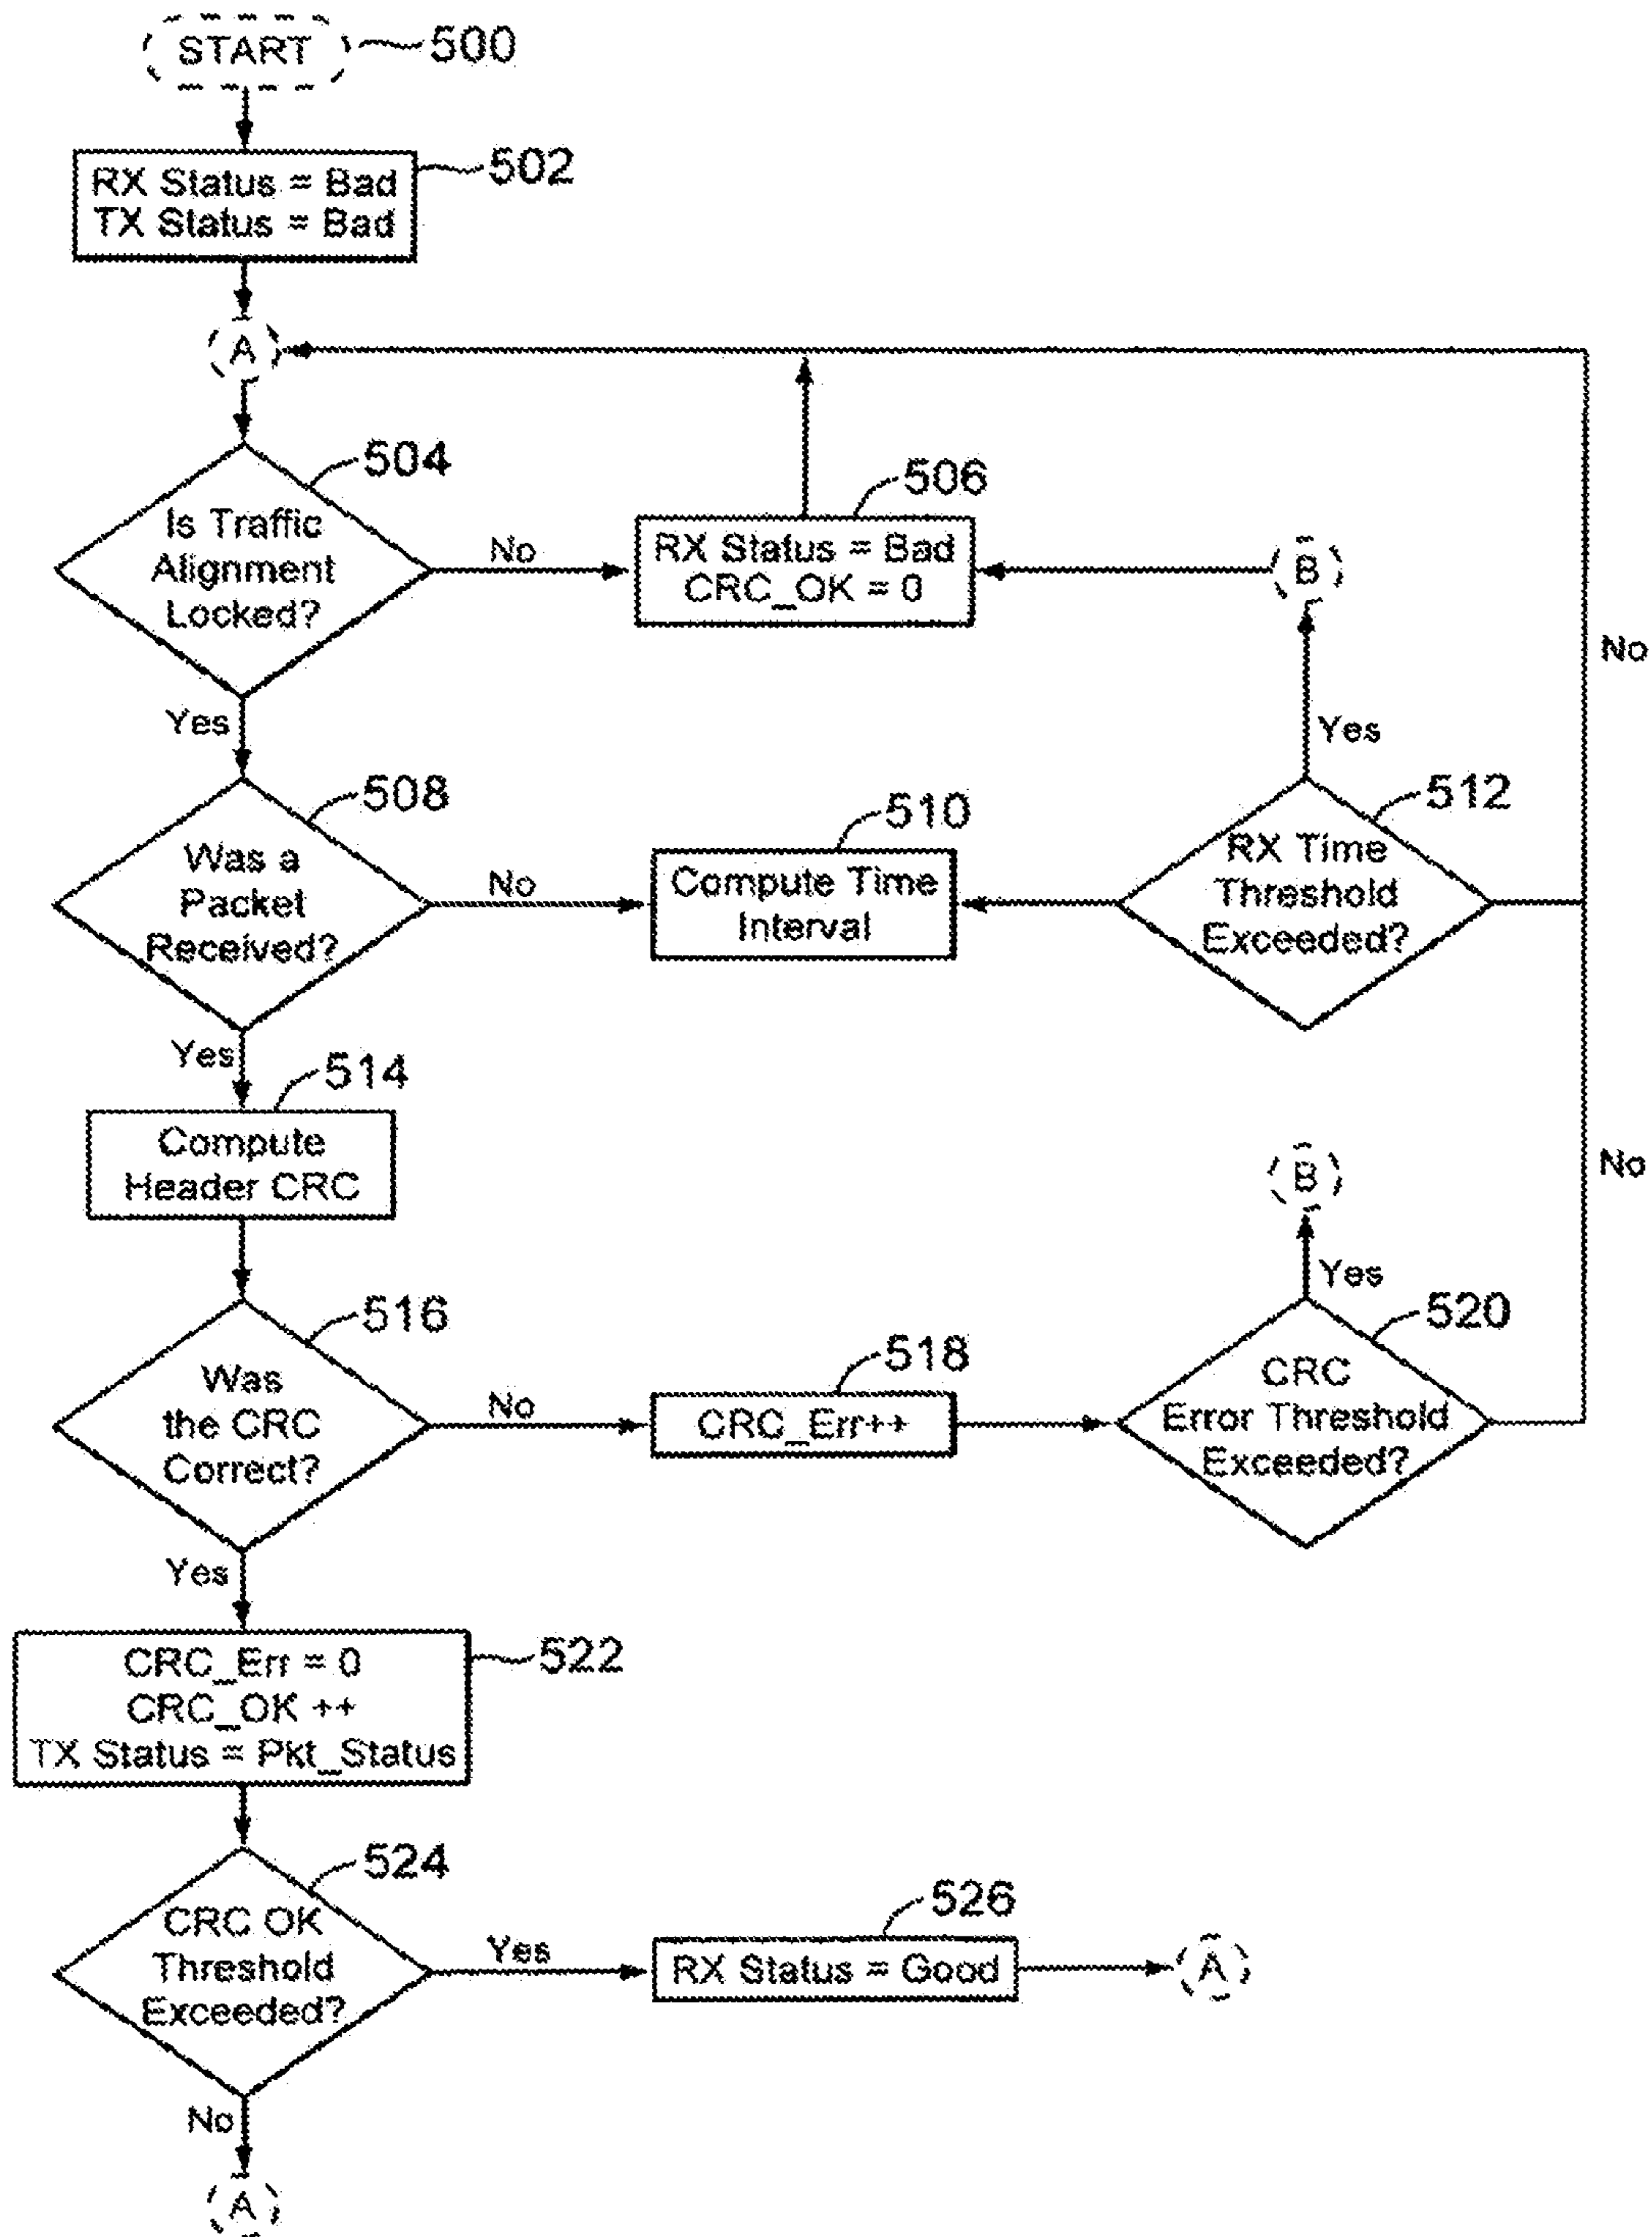 START
500
RX Status = Bad
TX Status = Bad
502
A
504
Is Traffic
Alignment
Locked?
No
506
RX Status = Bad
CRC_OK = 0
B
No
Yes
Yes
508
Was a
Packet
Received?
No
510
Compute Time
Interval
512
RX Time
Threshold
Exceeded?
Yes
514
Compute
Header CRC
B
No
Yes
516
Was
the CRC
Correct?
No
518
CRC_Err++
520
CRC
Error Threshold
Exceeded?
Yes
CRC_Err = 0
CRC_OK ++
TX Status = Pkt_Status
522
524
CRC OK
Threshold
Exceeded?
Yes
526
RX Status = Good
A
No
A